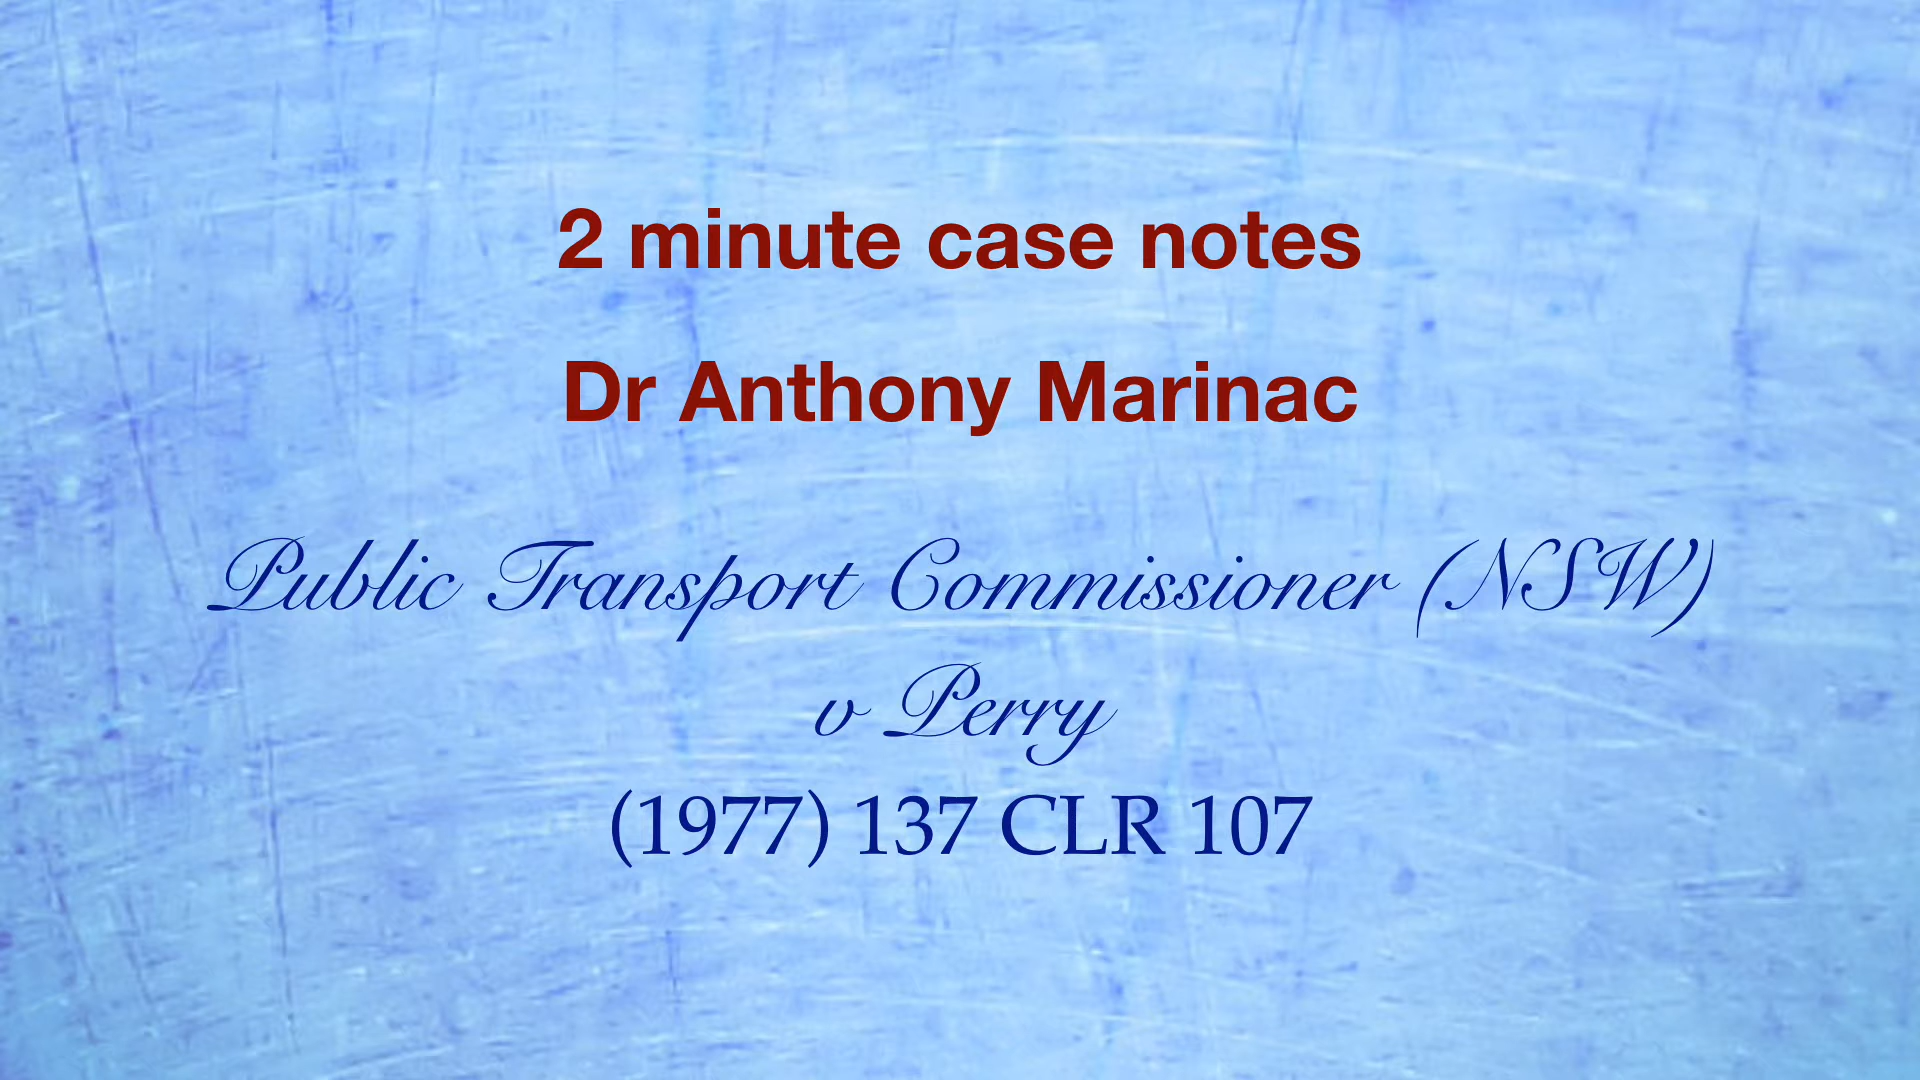 2 minute case notes
Dr Anthony Marinac
Public Transport Commissioner (NSW)
v Perry
(1977) 137 CLR 107